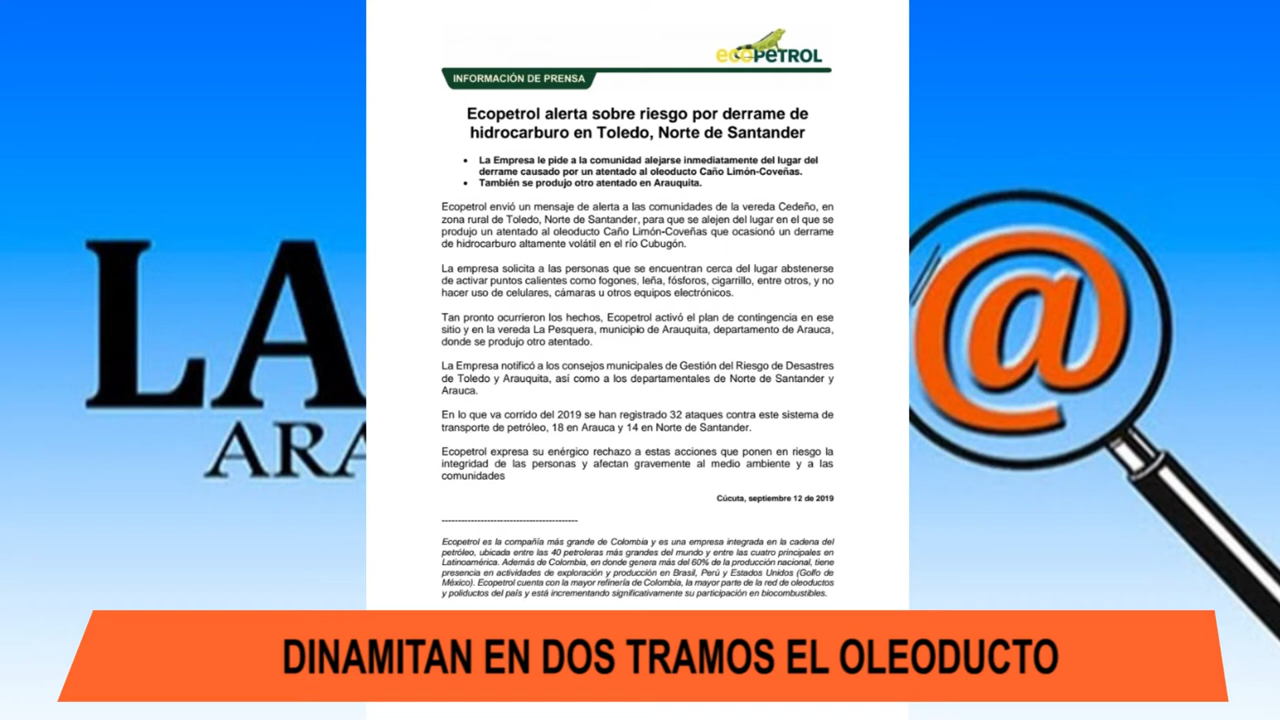 ecopetrol
INFORMACIÓN DE PRENSA
Ecopetrol alerta sobre riesgo por derrame de
hidrocarburo en Toledo, Norte de Santander
• La Empresa le pide a la comunidad alejarse inmediatamente del lugar del
derrame causado por un atentado al oleoducto Caño Limón-Coveñas.
• También se produjo otro atentado en Arauquita.
Ecopetrol envió un mensaje de alerta a las comunidades de la vereda Cedeño, en
zona rural de Toledo, Norte de Santander, para que se alejen del lugar en el que se
produjo un atentado al oleoducto Caño Limón-Coveñas que ocasionó un derrame
de hidrocarburo altamente volátil en el río Cubugón.
La empresa solicita a las personas que se encuentran cerca del lugar abstenerse
de activar puntos calientes como fogones, leña, fósforos, cigarrillo, entre otros, y no
hacer uso de celulares, cámaras u otros equipos electrónicos.
Tan pronto ocurrieron los hechos, Ecopetrol activó el plan de contingencia en ese
sitio y en la vereda La Pesquera, municipio de Arauquita, departamento de Arauca,
donde se produjo otro atentado.
La Empresa notificó a los consejos municipales de Gestión del Riesgo de Desastres
de Toledo y Arauquita, así como a los departamentales de Norte de Santander y
Arauca.
En lo que va corrido del 2019 se han registrado 32 ataques contra este sistema de
transporte de petróleo, 18 en Arauca y 14 en Norte de Santander.
Ecopetrol expresa su enérgico rechazo a estas acciones que ponen en riesgo la
integridad de las personas y afectan gravemente al medio ambiente y a las
comunidades
Cúcuta, septiembre 12 de 2019
------------------------------------------
Ecopetrol es la compañía más grande de Colombia y es una empresa integrada en la cadena del
petróleo, ubicada entre las 40 petroleras más grandes del mundo y entre las cuatro principales en
Latinoamérica. Además de Colombia, en donde genera más del 60% de la producción nacional, tiene
presencia en actividades de exploración y producción en Brasil, Perú y Estados Unidos (Golfo de
México). Ecopetrol cuenta con la mayor refinería de Colombia, la mayor parte de la red de oleoductos
y poliductos del país y está incrementando significativamente su participación en biocombustibles.
LA
ARA
@
DINAMITAN EN DOS TRAMOS EL OLEODUCTO